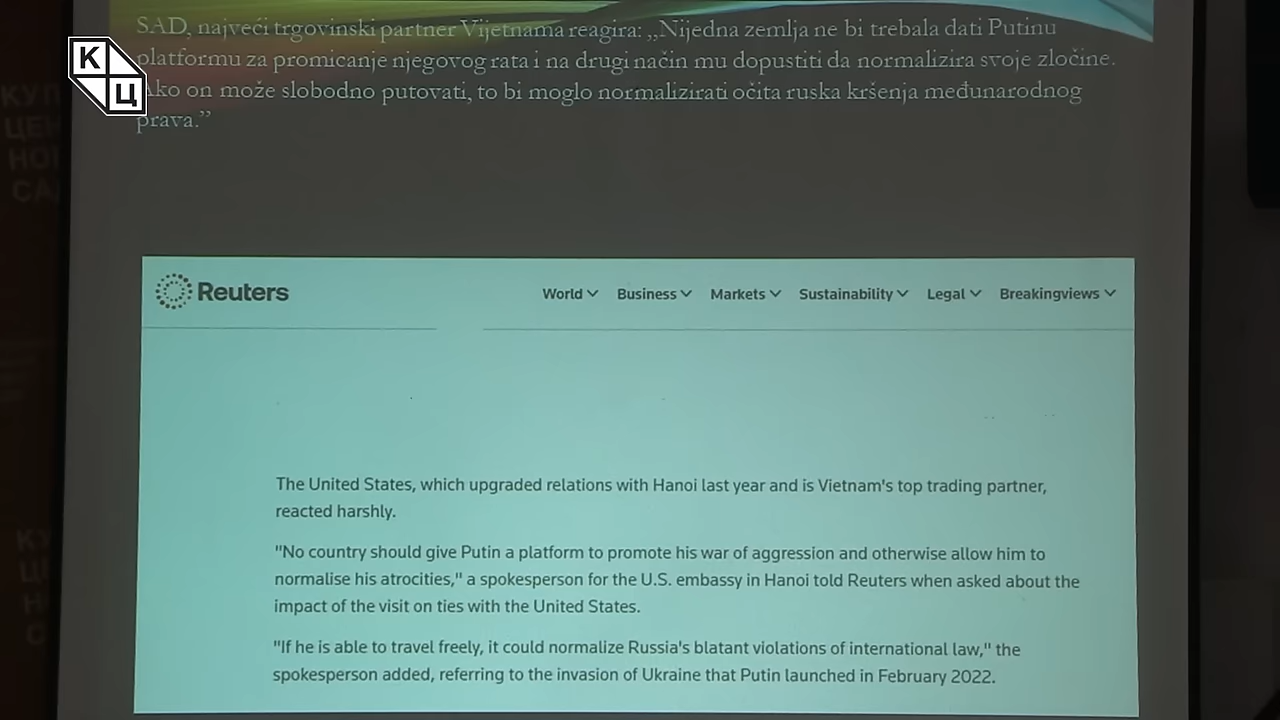 SAD, najveći trgovinski partner Vijetnama reagira: „Nijedna zemlja ne bi trebala dati Putinu
platformu za promicanje njegovog rata i na drugi način mu dopustiti da normalizira svoje zločine.
Ako on može slobodno putovati, to bi moglo normalizirati očita ruska kršenja međunarodnog
prava.”
К
Ц
Reuters
World Business Markets Sustainability Legal Breakingviews
The United States, which upgraded relations with Hanoi last year and is Vietnam's top trading partner,
reacted harshly.
"No country should give Putin a platform to promote his war of aggression and otherwise allow him to
normalise his atrocities," a spokesperson for the U.S. embassy in Hanoi told Reuters when asked about the
impact of the visit on ties with the United States.
"If he is able to travel freely, it could normalize Russia's blatant violations of international law," the
spokesperson added, referring to the invasion of Ukraine that Putin launched in February 2022.